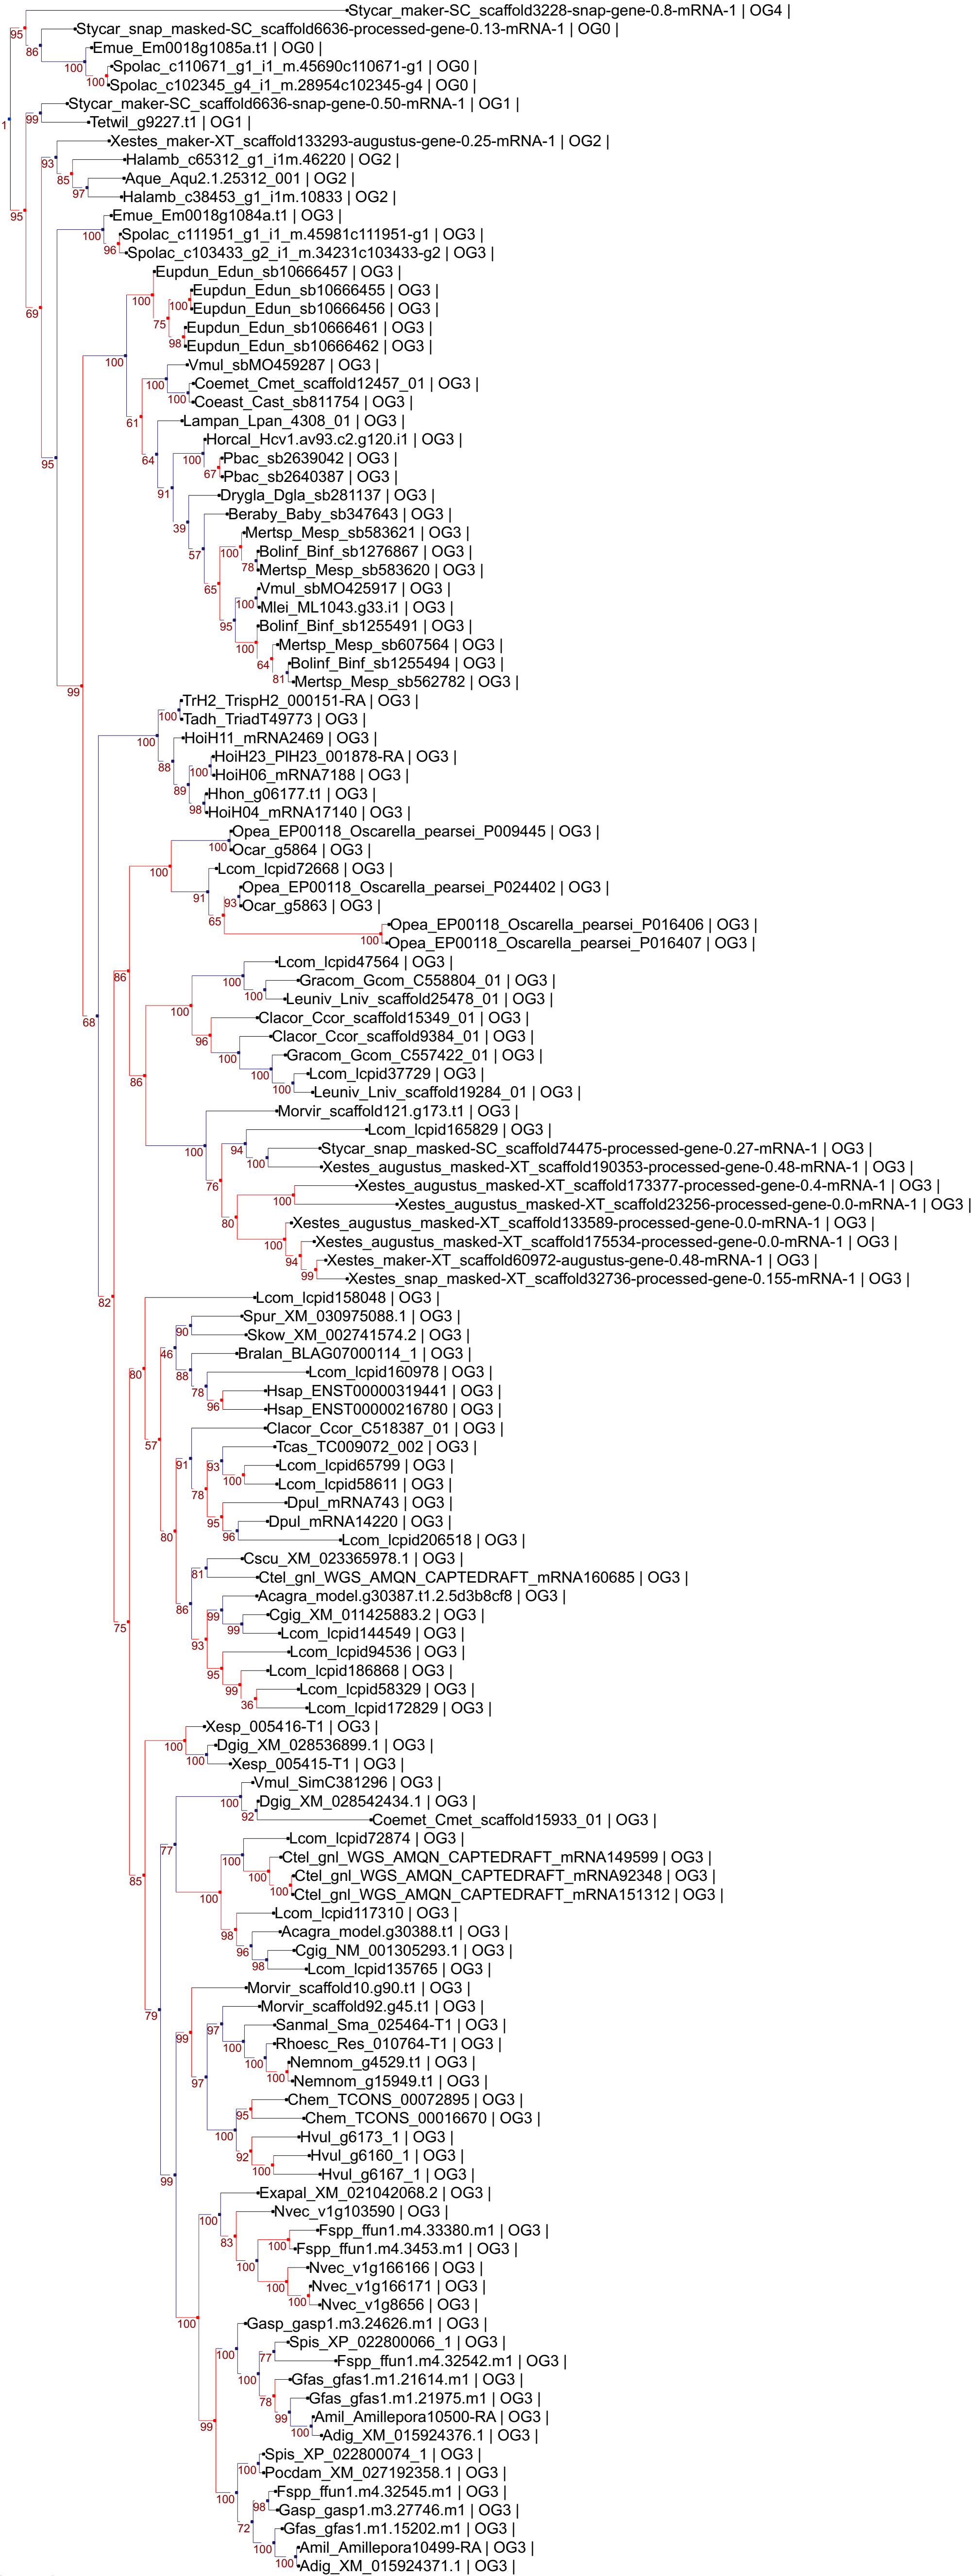 Stycar_maker-SC_scaffold3228-snap-gene-0.8-mRNA-1 | OG4 |
95
Stycar_snap_masked-SC_scaffold6636-processed-gene-0.13-mRNA-1 | OG0 |
86
Emue_Em0018g1085a.t1 | OG0 |
100
Spolac_c110671_g1_i1_m.45690c110671-g1 | OG0 |
100
Spolac_c102345_g4_i1_m.28954c102345-g4 | OG0 |
Stycar_maker-SC_scaffold6636-snap-gene-0.50-mRNA-1 | OG1 |
99
1
Tetwil_g9227.t1 | OG1 |
Xestes_maker-XT_scaffold133293-augustus-gene-0.25-mRNA-1 | OG2 |
93
Halamb_c65312_g1_i1m.46220 | OG2 |
85
Aque_Aqu2.1.25312_001 | OG2 |
97
Halamb_c38453_g1_i1m.10833 | OG2 |
95
Emue_Em0018g1084a.t1 | OG3 |
100
Spolac_c111951_g1_i1_m.45981c111951-g1 | OG3 |
96
Spolac_c103433_g2_i1_m.34231c103433-g2 | OG3 |
Eupdun_Edun_sb10666457 | OG3 |
Eupdun_Edun_sb10666455 | OG3 |
100
100
Eupdun_Edun_sb10666456 | OG3 |
69
75
Eupdun_Edun_sb10666461 | OG3 |
98
Eupdun_Edun_sb10666462 | OG3 |
100
Vmul_sbMO459287 | OG3 |
100
Coemet_Cmet_scaffold12457_01 | OG3 |
100
Coeast_Cast_sb811754 | OG3 |
61
Lampan_Lpan_4308_01 | OG3 |
Horcal_Hcv1.av93.c2.g120.i1 | OG3 |
100
64
95
Pbac_sb2639042 | OG3 |
67
Pbac_sb2640387 | OG3 |
91
Drygla_Dgla_sb281137 | OG3 |
Beraby_Baby_sb347643 | OG3 |
39
Mertsp_Mesp_sb583621 | OG3 |
100
57
Bolinf_Binf_sb1276867 | OG3 |
78
Mertsp_Mesp_sb583620 | OG3 |
65
Vmul_sbMO425917 | OG3 |
100
Mlei_ML1043.g33.i1 | OG3 |
95
Bolinf_Binf_sb1255491 | OG3 |
100
Mertsp_Mesp_sb607564 | OG3 |
64
Bolinf_Binf_sb1255494 | OG3 |
81
Mertsp_Mesp_sb562782 | OG3 |
99
TrH2_TrispH2_000151-RA | OG3 |
100
Tadh_TriadT49773 | OG3 |
100
HoiH11_mRNA2469 | OG3 |
HoiH23_PlH23_001878-RA | OG3 |
88
100
HoiH06_mRNA7188 | OG3 |
89
Hhon_g06177.t1 | OG3 |
98
HoiH04_mRNA17140 | OG3 |
Opea_EP00118_Oscarella_pearsei_P009445 | OG3 |
100
Ocar_g5864 | OG3 |
100
Lcom_lcpid72668 | OG3 |
Opea_EP00118_Oscarella_pearsei_P024402 | OG3 |
91
93
Ocar_g5863 | OG3 |
65
Opea_EP00118_Oscarella_pearsei_P016406 | OG3 |
100
Opea_EP00118_Oscarella_pearsei_P016407 | OG3 |
Lcom_lcpid47564 | OG3 |
86
100
Gracom_Gcom_C558804_01 | OG3 |
100
Leuniv_Lniv_scaffold25478_01 | OG3 |
100
Clacor_Ccor_scaffold15349_01 | OG3 |
68
96
Clacor_Ccor_scaffold9384_01 | OG3 |
100
Gracom_Gcom_C557422_01 | OG3 |
100
Lcom_lcpid37729 | OG3 |
86
100
Leuniv_Lniv_scaffold19284_01 | OG3 |
Morvir_scaffold121.g173.t1 | OG3 |
Lcom_lcpid165829 | OG3 |
100
94
Stycar_snap_masked-SC_scaffold74475-processed-gene-0.27-mRNA-1 | OG3 |
100
Xestes_augustus_masked-XT_scaffold190353-processed-gene-0.48-mRNA-1 | OG3 |
76
Xestes_augustus_masked-XT_scaffold173377-processed-gene-0.4-mRNA-1 | OG3 |
100
Xestes_augustus_masked-XT_scaffold23256-processed-gene-0.0-mRNA-1 | OG3 |
80
Xestes_augustus_masked-XT_scaffold133589-processed-gene-0.0-mRNA-1 | OG3 |
100
Xestes_augustus_masked-XT_scaffold175534-processed-gene-0.0-mRNA-1 | OG3 |
94
Xestes_maker-XT_scaffold60972-augustus-gene-0.48-mRNA-1 | OG3 |
99
Xestes_snap_masked-XT_scaffold32736-processed-gene-0.155-mRNA-1 | OG3 |
82
Lcom_lcpid158048 | OG3 |
Spur_XM_030975088.1 | OG3 |
90
Skow_XM_002741574.2 | OG3 |
46
Bralan_BLAG07000114_1 | OG3 |
80
88
Lcom_lcpid160978 | OG3 |
78
Hsap_ENST00000319441 | OG3 |
96
Hsap_ENST00000216780 | OG3 |
Clacor_Ccor_C518387_01 | OG3 |
57
Tcas_TC009072_002 | OG3 |
91
93
Lcom_lcpid65799 | OG3 |
100
Lcom_lcpid58611 | OG3 |
78
Dpul_mRNA743 | OG3 |
95
Dpul_mRNA14220 | OG3 |
80
96
Lcom_lcpid206518 | OG3 |
Cscu_XM_023365978.1 | OG3 |
81
Ctel_gnl_WGS_AMQN_CAPTEDRAFT_mRNA160685 | OG3 |
Acagra_model.g30387.t1.2.5d3b8cf8 | OG3 |
86
99
Cgig_XM_011425883.2 | OG3 |
75
99
Lcom_lcpid144549 | OG3 |
93
Lcom_lcpid94536 | OG3 |
95
Lcom_lcpid186868 | OG3 |
99
Lcom_lcpid58329 | OG3 |
36
Lcom_lcpid172829 | OG3 |
Xesp_005416-T1 | OG3 |
100
Dgig_XM_028536899.1 | OG3 |
100
Xesp_005415-T1 | OG3 |
Vmul_SimC381296 | OG3 |
100
Dgig_XM_028542434.1 | OG3 |
92
Coemet_Cmet_scaffold15933_01 | OG3 |
Lcom_lcpid72874 | OG3 |
77
100
Ctel_gnl_WGS_AMQN_CAPTEDRAFT_mRNA149599 | OG3 |
85
100
Ctel_gnl_WGS_AMQN_CAPTEDRAFT_mRNA92348 | OG3 |
100
Ctel_gnl_WGS_AMQN_CAPTEDRAFT_mRNA151312 | OG3 |
100
Lcom_lcpid117310 | OG3 |
98
Acagra_model.g30388.t1 | OG3 |
96
Cgig_NM_001305293.1 | OG3 |
98
Lcom_lcpid135765 | OG3 |
Morvir_scaffold10.g90.t1 | OG3 |
79
Morvir_scaffold92.g45.t1 | OG3 |
97
Sanmal_Sma_025464-T1 | OG3 |
99
100
Rhoesc_Res_010764-T1 | OG3 |
100
Nemnom_g4529.t1 | OG3 |
100
97
Nemnom_g15949.t1 | OG3 |
Chem_TCONS_00072895 | OG3 |
95
Chem_TCONS_00016670 | OG3 |
100
Hvul_g6173_1 | OG3 |
92
Hvul_g6160_1 | OG3 |
100
99
Hvul_g6167_1 | OG3 |
Exapal_XM_021042068.2 | OG3 |
100
Nvec_v1g103590 | OG3 |
Fspp_ffun1.m4.33380.m1 | OG3 |
83
100
Fspp_ffun1.m4.3453.m1 | OG3 |
100
Nvec_v1g166166 | OG3 |
100
Nvec_v1g166171 | OG3 |
100
Nvec_v1g8656 | OG3 |
100
Gasp_gasp1.m3.24626.m1 | OG3 |
Spis_XP_022800066_1 | OG3 |
100
77
Fspp_ffun1.m4.32542.m1 | OG3 |
100
Gfas_gfas1.m1.21614.m1 | OG3 |
78
Gfas_gfas1.m1.21975.m1 | OG3 |
99
Amil_Amillepora10500-RA | OG3 |
99
100
Adig_XM_015924376.1 | OG3 |
Spis_XP_022800074_1 | OG3 |
100
Pocdam_XM_027192358.1 | OG3 |
Fspp_ffun1.m4.32545.m1 | OG3 |
100
98
Gasp_gasp1.m3.27746.m1 | OG3 |
72
Gfas_gfas1.m1.15202.m1 | OG3 |
100
Amil_Amillepora10499-RA | OG3 |
100
Adig_XM_015924371.1 | OG3 |